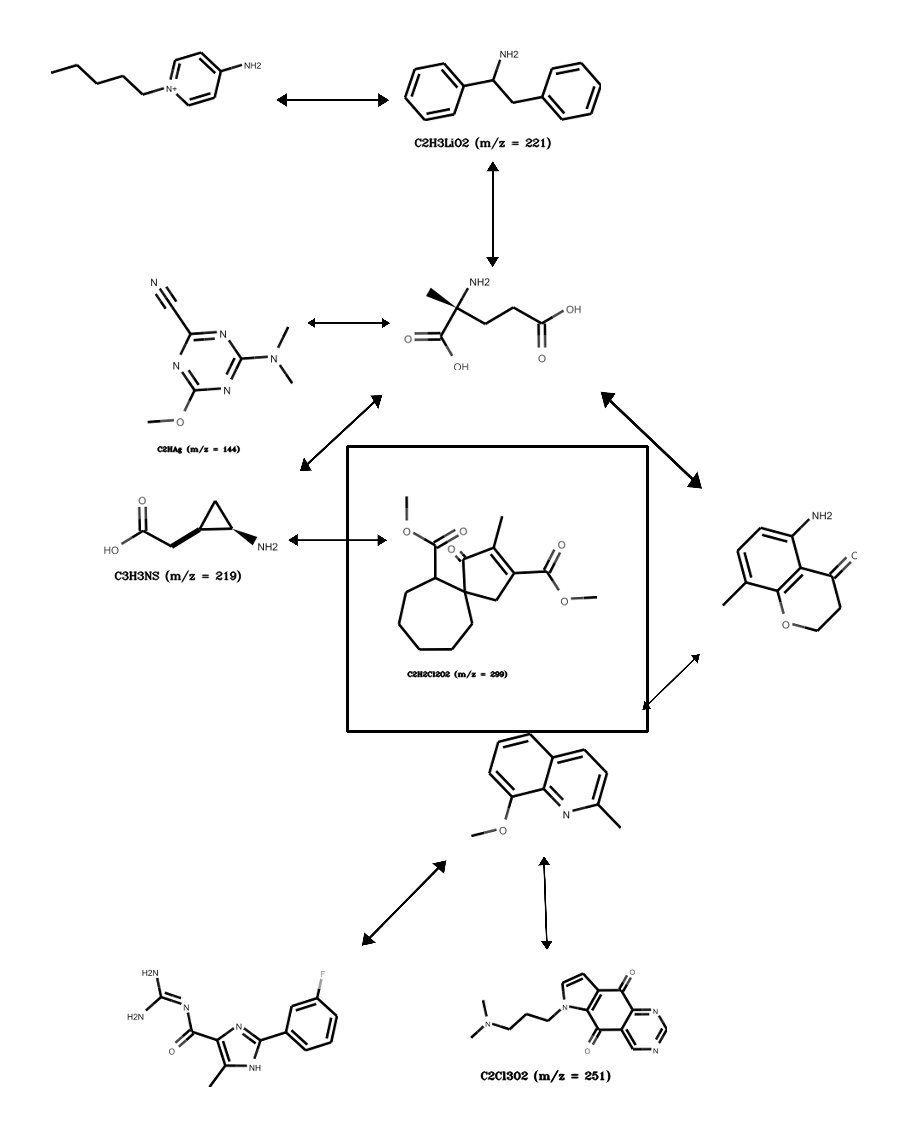 NH2
N+
NH2
C2H3LiO2 (m/z = 221)
N
NH2
OH
N
O
N
N
N
O
OH
N
O
C2HAg (m/z = 144)
O
O
O
O
NH2
HO
NH2
O
O
C3H3NS (m/z = 219)
O
O
C2H2Cl2O2 (m/z = 299)
N
O
H2N
F
O
N
H2N
N
N
N
N
O
NH
O
N
C2Cl3O2 (m/z = 251)